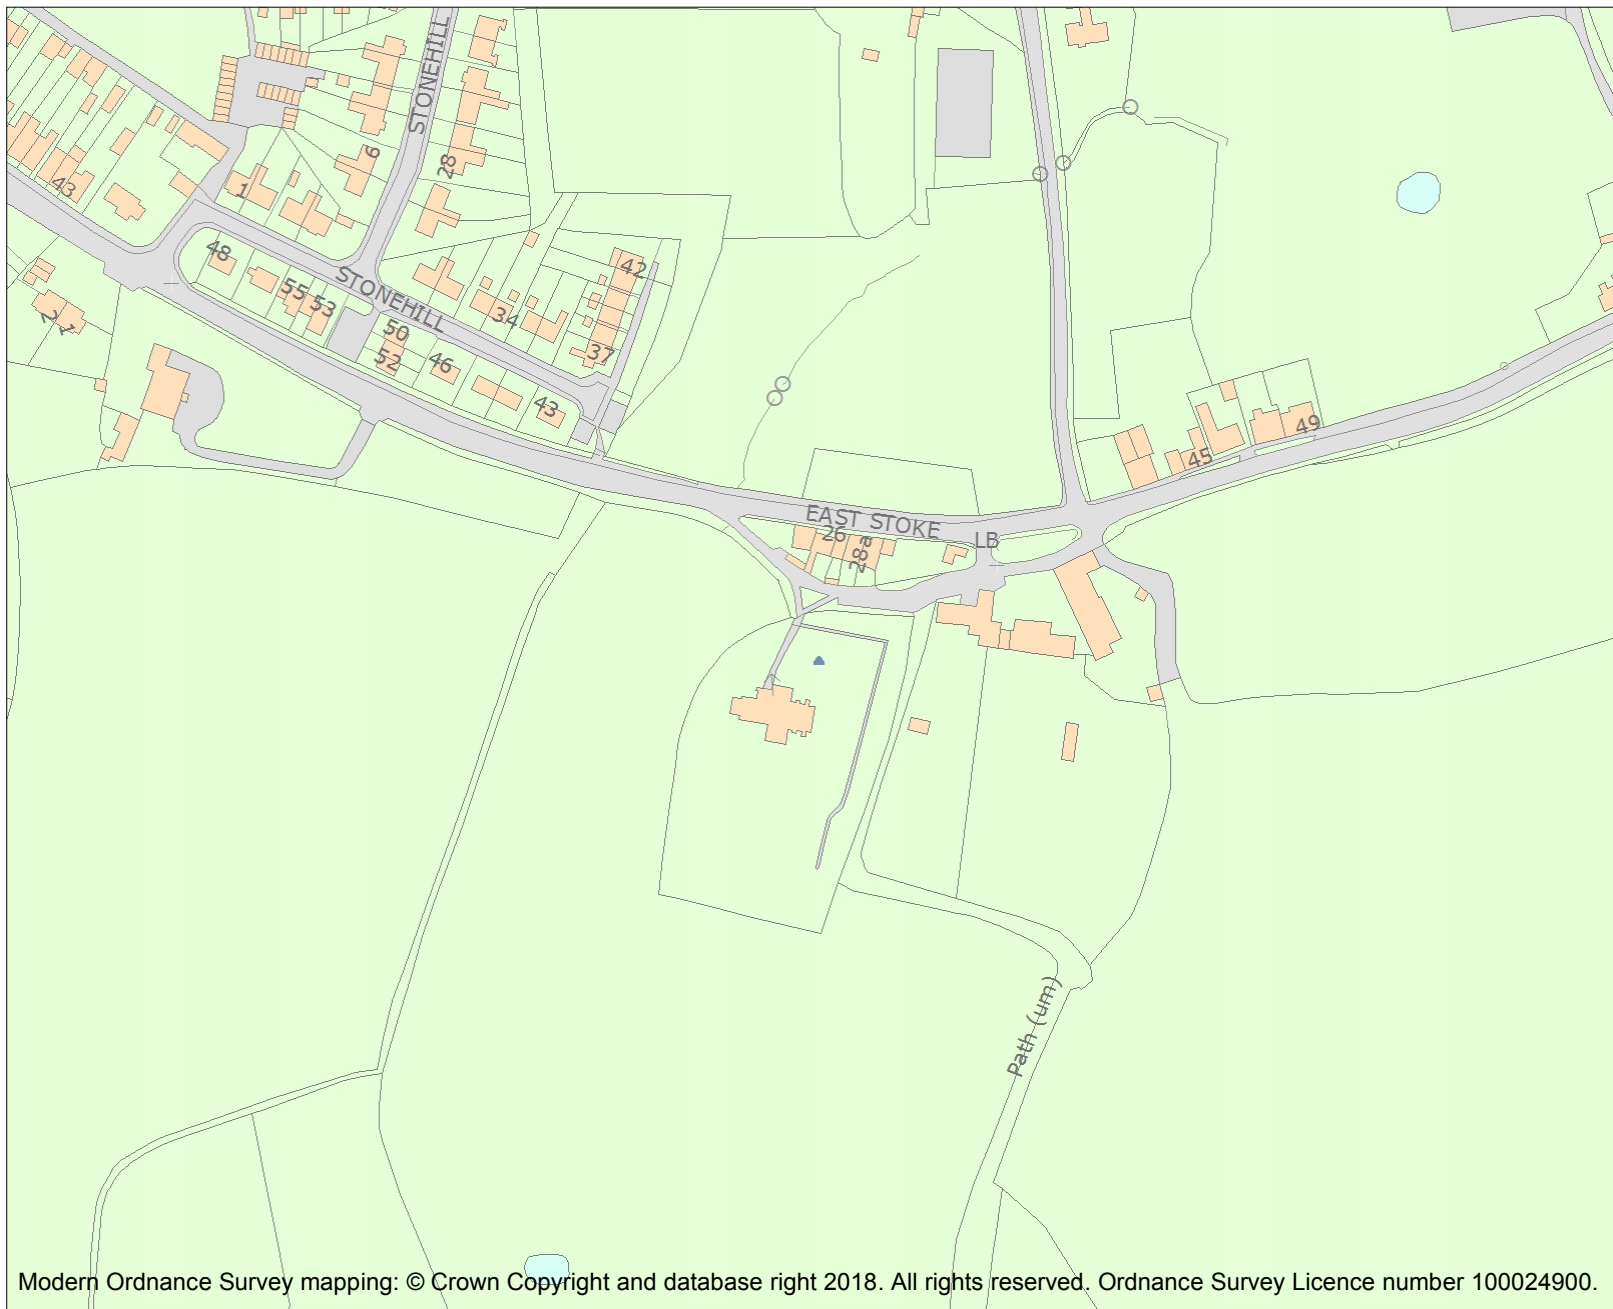 STONEHILL
6
28
43
1
48
42
STONEHILL
55
53
34
50
2
1
37
52
46
43
49
45
EAST STOKE
26
28a
LB
Path (um)
Modern Ordnance Survey mapping: © Crown Copyright and database right 2018. All rights reserved. Ordnance Survey Licence number 100024900.